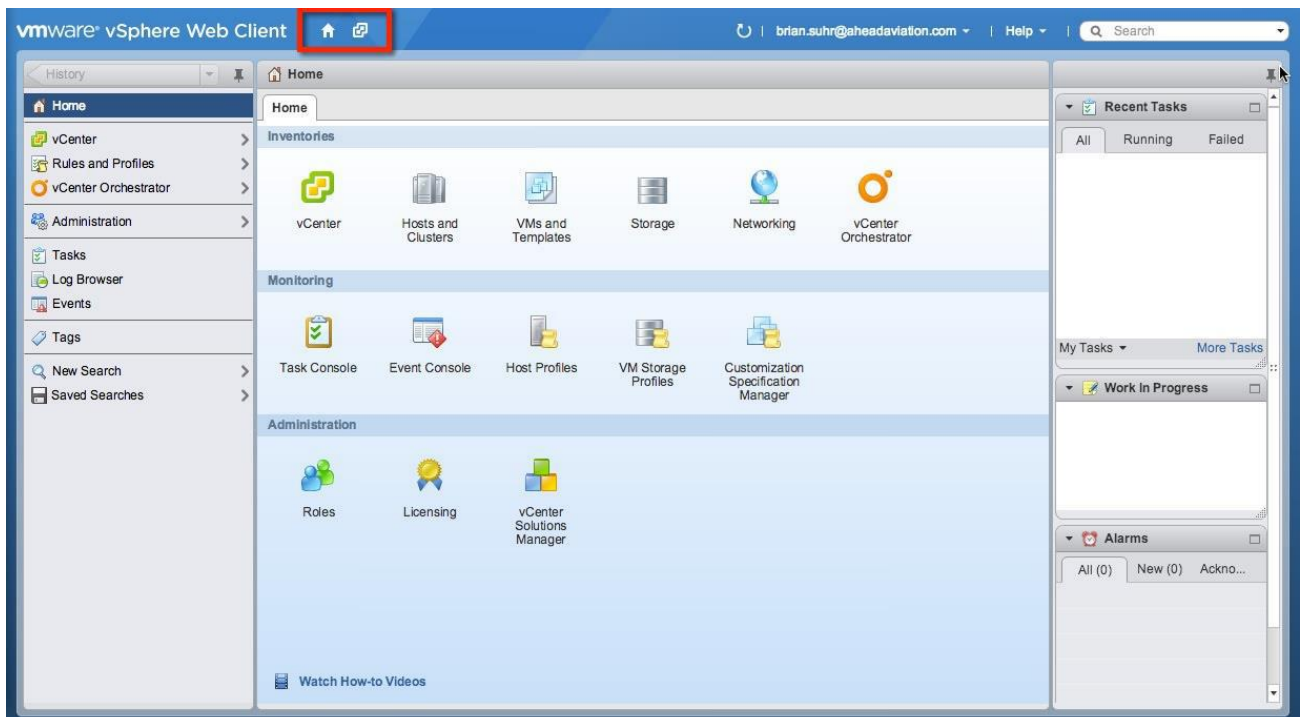 vmware® vSphere Web Client
brian.suhr@aheadaviation.com | Help | Search
History
Home
vCenter
Rules and Profiles
vCenter Orchestrator
Administration
Tasks
Log Browser
Events
Tags
New Search
Saved Searches
Home
Home
Inventories
vCenter
Hosts and
Clusters
VMs and
Templates
Storage
Networking
vCenter
Orchestrator
Monitoring
Task Console
Event Console
Host Profiles
VM Storage
Profiles
Customization
Specification
Manager
Administration
Roles
Licensing
vCenter
Solutions
Manager
Watch How-to Videos
Recent Tasks
All Running Failed
My Tasks More Tasks
Work In Progress
Alarms
All (0) New (0) Ackno...